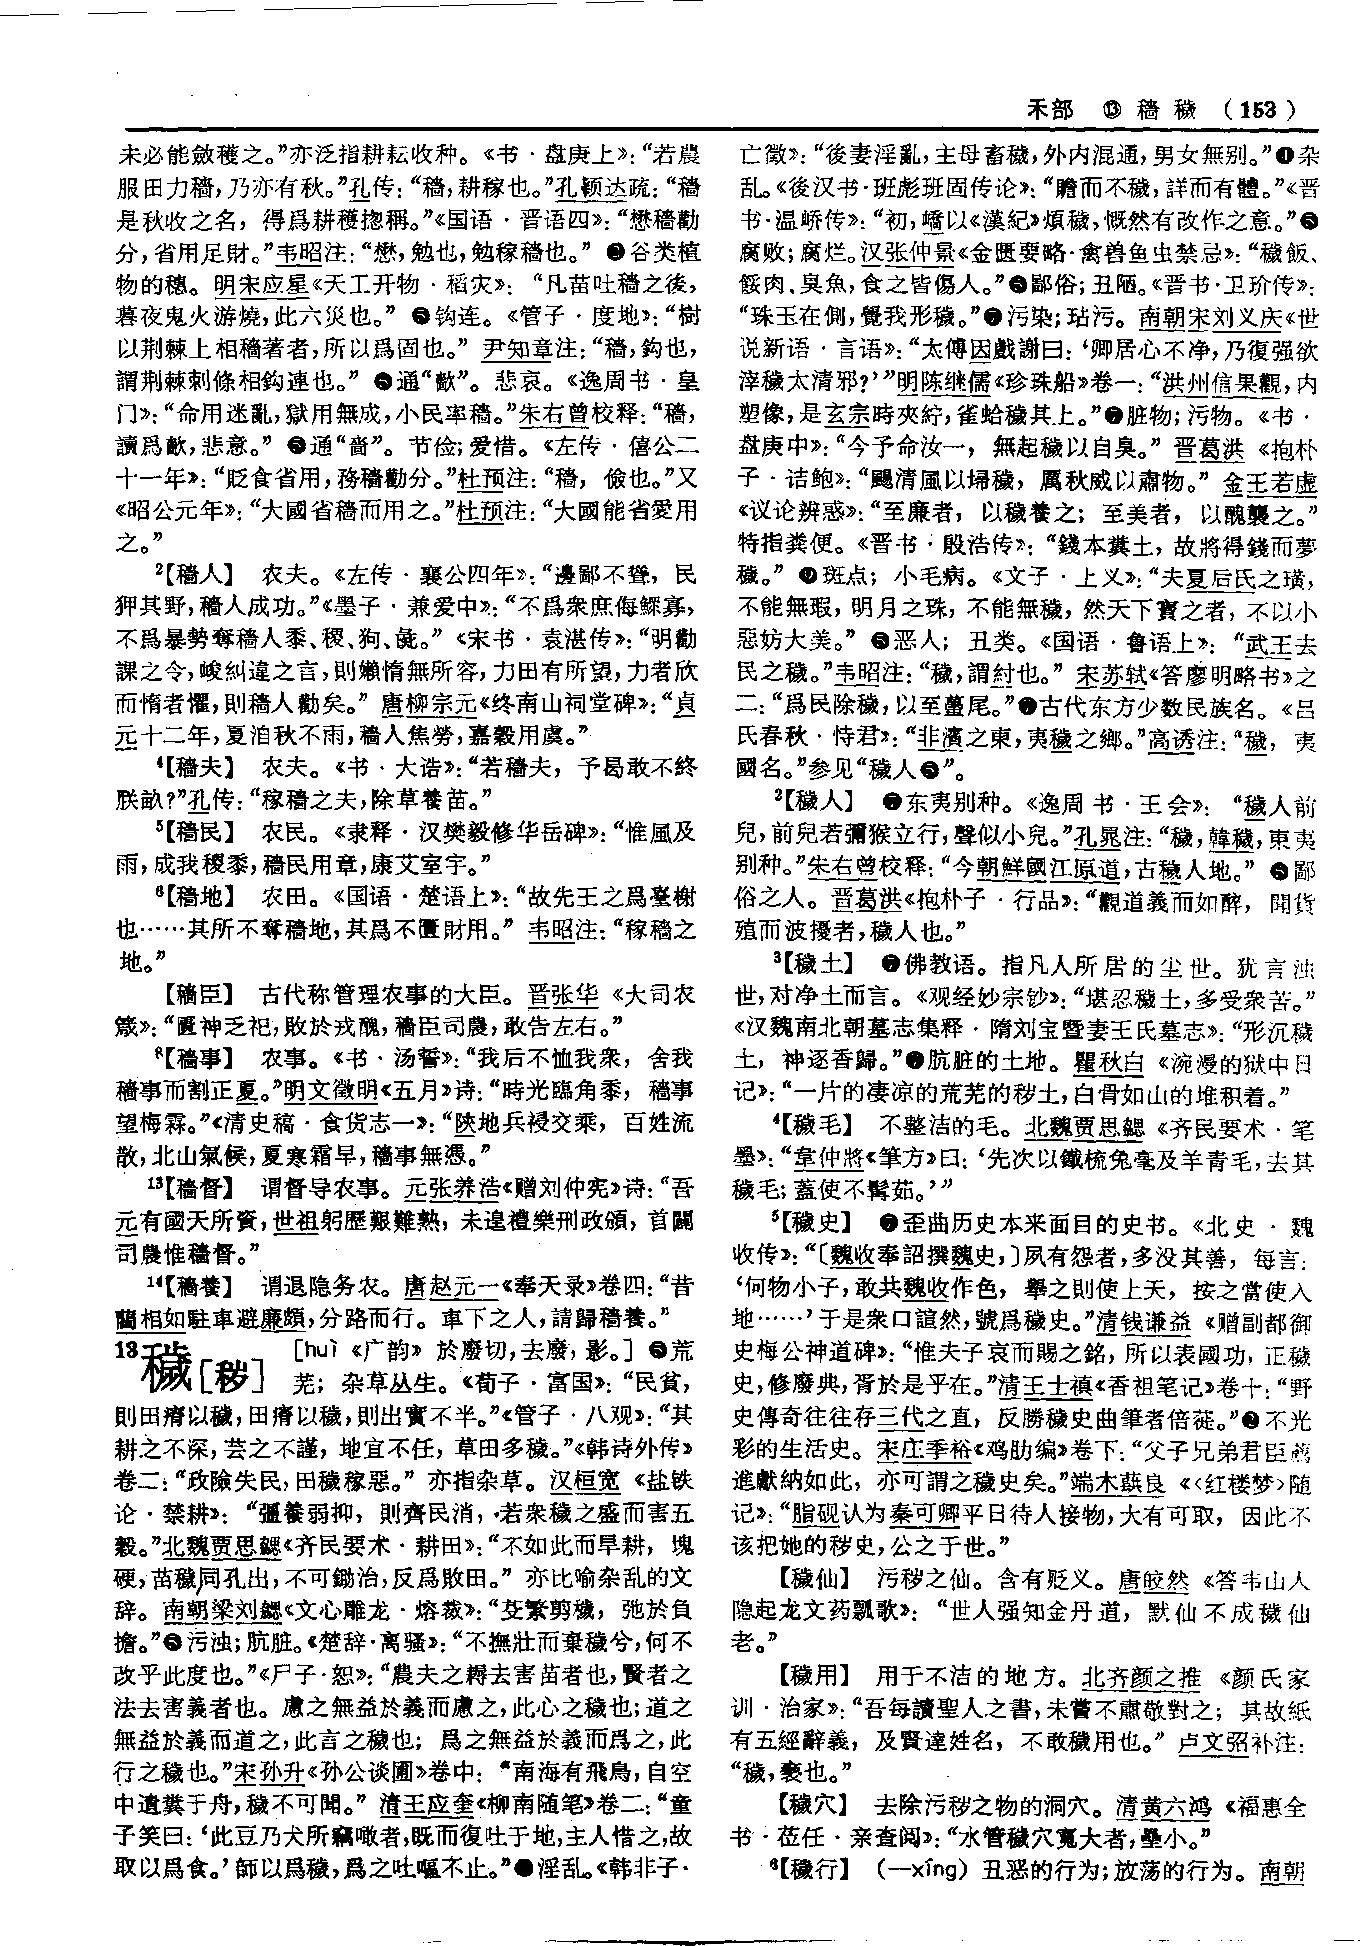 禾部 ⑬ 穡 穢 (153)
未必能斂穫之。”亦泛指耕耘收种。《书·盘庚上》：“若農
服田力穡，乃亦有秋。”孔传：“穡，耕稼也。”孔颖达疏：“穡
是秋收之名，得爲耕穫揔稱。”《国语·晋语四》：“懋穡勸
分，省用足財。”韦昭注：“懋，勉也，勉稼穡也。” ❷谷类植
物的穗。明宋应星《天工开物·稻灾》：“凡苗吐穡之後，
暮夜鬼火游燒，此六災也。” ❸钩连。《管子·度地》：“樹
以荆棘上相穡著者，所以爲固也。” 尹知章注：“穡，鈎也，
謂荆棘刺條相鈎連也。” ❹通“歗”。悲哀。《逸周书·皇
门》：“命用迷亂，獄用無成，小民率穡。”朱右曾校释：“穡，
讀爲歗，悲意。” ❺通“啬”。节俭；爱惜。《左传·僖公二
十一年》：“貶食省用，務穡勸分。”杜预注：“穡，儉也。”又
《昭公元年》：“大國省穡而用之。”杜预注：“大國能省愛用
之。”
²【穡人】 农夫。《左传·襄公四年》：“邊鄙不聳，民
狎其野，穡人成功。”《墨子·兼爱中》：“不爲衆庶侮鰥寡，
不爲暴勢奪穡人黍、稷、狗、彘。”《宋书·袁湛传》：“明勸
課之令，峻糾違之言，則嬾惰無所容，力田有所望，力者欣
而惰者懼，則穡人勸矣。” 唐柳宗元《终南山祠堂碑》：“貞
元十二年，夏洎秋不雨，穡人焦勞，嘉穀用虞。”
⁴【穡夫】 农夫。《书·大诰》：“若穡夫，予曷敢不終
朕畝？”孔传：“稼穡之夫，除草養苗。”
⁵【穡民】 农民。《隶释·汉樊毅修华岳碑》：“惟風及
雨，成我稷黍，穡民用章，康艾室宇。”
⁶【穡地】 农田。《国语·楚语上》：“故先王之爲臺榭
也……其所不奪穡地，其爲不匱財用。” 韦昭注：“稼穡之
地。”
【穡臣】 古代称管理农事的大臣。晋张华《大司农
箴》：“匱神乏祀，敗於戎醜，穡臣司農，敢告左右。”
⁸【穡事】 农事。《书·汤誓》：“我后不恤我衆，舍我
穡事而割正夏。”明文徵明《五月》诗：“時光臨角黍，穡事
望梅霖。”《清史稿·食货志一》：“陝地兵祲交乘，百姓流
散，北山氣候，夏寒霜早，穡事無憑。”
¹³【穡督】 谓督导农事。元张养浩《赠刘仲宪》诗：“吾
元有國天所資，世祖躬歷艱難熟，未遑禮樂刑政頒，首闢
司農惟穡督。”
¹⁴【穡養】 谓退隐务农。唐赵元一《奉天录》卷四：“昔
藺相如駐車避廉頗，分路而行。車下之人，請歸穡養。”
13穢[秽] [huì《广韵》於廢切，去廢，影。] ❶荒
芜；杂草丛生。《荀子·富国》：“民貧，
則田瘠以穢，田瘠以穢，則出實不半。”《管子·八观》：“其
耕之不深，芸之不謹，地宜不任，草田多穢。”《韩诗外传》
卷二：“政險失民，田穢稼惡。” 亦指杂草。汉桓宽《盐铁
论·禁耕》：“彊養弱抑，則齊民消，若衆穢之盛而害五
穀。”北魏贾思勰《齐民要术·耕田》：“不如此而旱耕，塊
硬，苗穢同孔出，不可鋤治，反爲敗田。” 亦比喻杂乱的文
辞。南朝梁刘勰《文心雕龙·熔裁》：“芟繁剪穢，弛於負
擔。”❷污浊；肮脏。《楚辞·离骚》：“不撫壯而棄穢兮，何不
改乎此度也。”《尸子·恕》：“農夫之耨去害苗者也，賢者之
法去害義者也。慮之無益於義而慮之，此心之穢也；道之
無益於義而道之，此言之穢也；爲之無益於義而爲之，此
行之穢也。”宋孙升《孙公谈圃》卷中：“南海有飛鳥，自空
中遺糞于舟，穢不可聞。” 清王应奎《柳南随笔》卷二：“童
子笑曰：‘此豆乃犬所竊噉者，既而復吐于地，主人惜之，故
取以爲食。’師以爲穢，爲之吐嘔不止。”❸淫乱。《韩非子·
亡徵》：“後妻淫亂，主母畜穢，外内混通，男女無别。”❹杂
乱。《後汉书·班彪班固传论》：“贍而不穢，詳而有體。”《晋
书·温峤传》：“初，嶠以《漢紀》煩穢，慨然有改作之意。”❺
腐败；腐烂。汉张仲景《金匮要略·禽兽鱼虫禁忌》：“穢飯、
餒肉、臭魚，食之皆傷人。”❻鄙俗；丑陋。《晋书·卫玠传》：
“珠玉在側，覺我形穢。”❼污染；玷污。南朝宋刘义庆《世
说新语·言语》：“太傅因戲謝曰：‘卿居心不净，乃復强欲
滓穢太清邪？’”明陈继儒《珍珠船》卷一：“洪州信果觀，内
塑像，是玄宗時夾紵，雀蛤穢其上。”❽脏物；污物。《书·
盘庚中》：“今予命汝一，無起穢以自臭。” 晋葛洪《抱朴
子·诘鲍》：“颺清風以埽穢，厲秋威以肅物。” 金王若虚
《议论辨惑》：“至廉者，以穢養之；至美者，以醜襲之。”
特指粪便。《晋书·殷浩传》：“錢本糞土，故將得錢而夢
穢。” ❾斑点；小毛病。《文子·上义》：“夫夏后氏之璜，
不能無瑕，明月之珠，不能無穢，然天下寶之者，不以小
惡妨大美。” ❿恶人；丑类。《国语·鲁语上》：“武王去
民之穢。”韦昭注：“穢，謂紂也。” 宋苏轼《答廖明略书》之
二：“爲民除穢，以至蠆尾。”⓫古代东方少数民族名。《吕
氏春秋·恃君》：“非濱之東，夷穢之鄉。”高诱注：“穢，夷
國名。”参见“穢人❶”。
²【穢人】 ❶东夷别种。《逸周书·王会》：“穢人前
兒，前兒若彌猴立行，聲似小兒。”孔晁注：“穢，韓穢，東夷
别种。”朱右曾校释：“今朝鮮國江原道，古穢人地。” ❷鄙
俗之人。晋葛洪《抱朴子·行品》：“觀道義而如醉，聞貨
殖而波擾者，穢人也。”
³【穢土】 ❶佛教语。指凡人所居的尘世。犹言浊
世，对净土而言。《观经妙宗钞》：“堪忍穢土，多受衆苦。”
《汉魏南北朝墓志集释·隋刘宝暨妻王氏墓志》：“形沉穢
土，神逐香歸。”❷肮脏的土地。瞿秋白《涴漫的狱中日
记》：“一片的凄凉的荒芜的秽土，白骨如山的堆积着。”
⁴【穢毛】 不整洁的毛。北魏贾思勰《齐民要术·笔
墨》：“韋仲將《筆方》曰：‘先次以鐵梳兔毫及羊青毛，去其
穢毛；蓋使不髯茹。’”
⁵【穢史】 ❶歪曲历史本来面目的史书。《北史·魏
收传》：“〔魏收奉詔撰魏史，〕夙有怨者，多没其善，每言：
‘何物小子，敢共魏收作色，舉之則使上天，按之當使入
地……’于是衆口諠然，號爲穢史。”清钱谦益《赠副都御
史梅公神道碑》：“惟夫子哀而賜之銘，所以表國功，正穢
史，修廢典，胥於是乎在。”清王士禛《香祖笔记》卷十：“野
史傳奇往往存三代之直，反勝穢史曲筆者倍蓰。”❷不光
彩的生活史。宋庄季裕《鸡肋编》卷下：“父子兄弟君臣薦
進獻納如此，亦可謂之穢史矣。”端木蕻良《〈红楼梦〉随
记》：“脂砚认为秦可卿平日待人接物，大有可取，因此不
该把她的秽史，公之于世。”
【穢仙】 污秽之仙。含有贬义。唐皎然《答韦山人
隐起龙文药瓢歌》：“世人强知金丹道，默仙不成穢仙
老。”
【穢用】 用于不洁的地方。北齐颜之推《颜氏家
训·治家》：“吾每讀聖人之書，未嘗不肅敬對之；其故紙
有五經辭義，及賢達姓名，不敢穢用也。” 卢文弨补注：
“穢，褻也。”
【穢穴】 去除污秽之物的洞穴。清黄六鸿《福惠全
书·莅任·亲查阅》：“水管穢穴寬大者，壘小。”
⁶【穢行】 （—xíng）丑恶的行为；放荡的行为。南朝